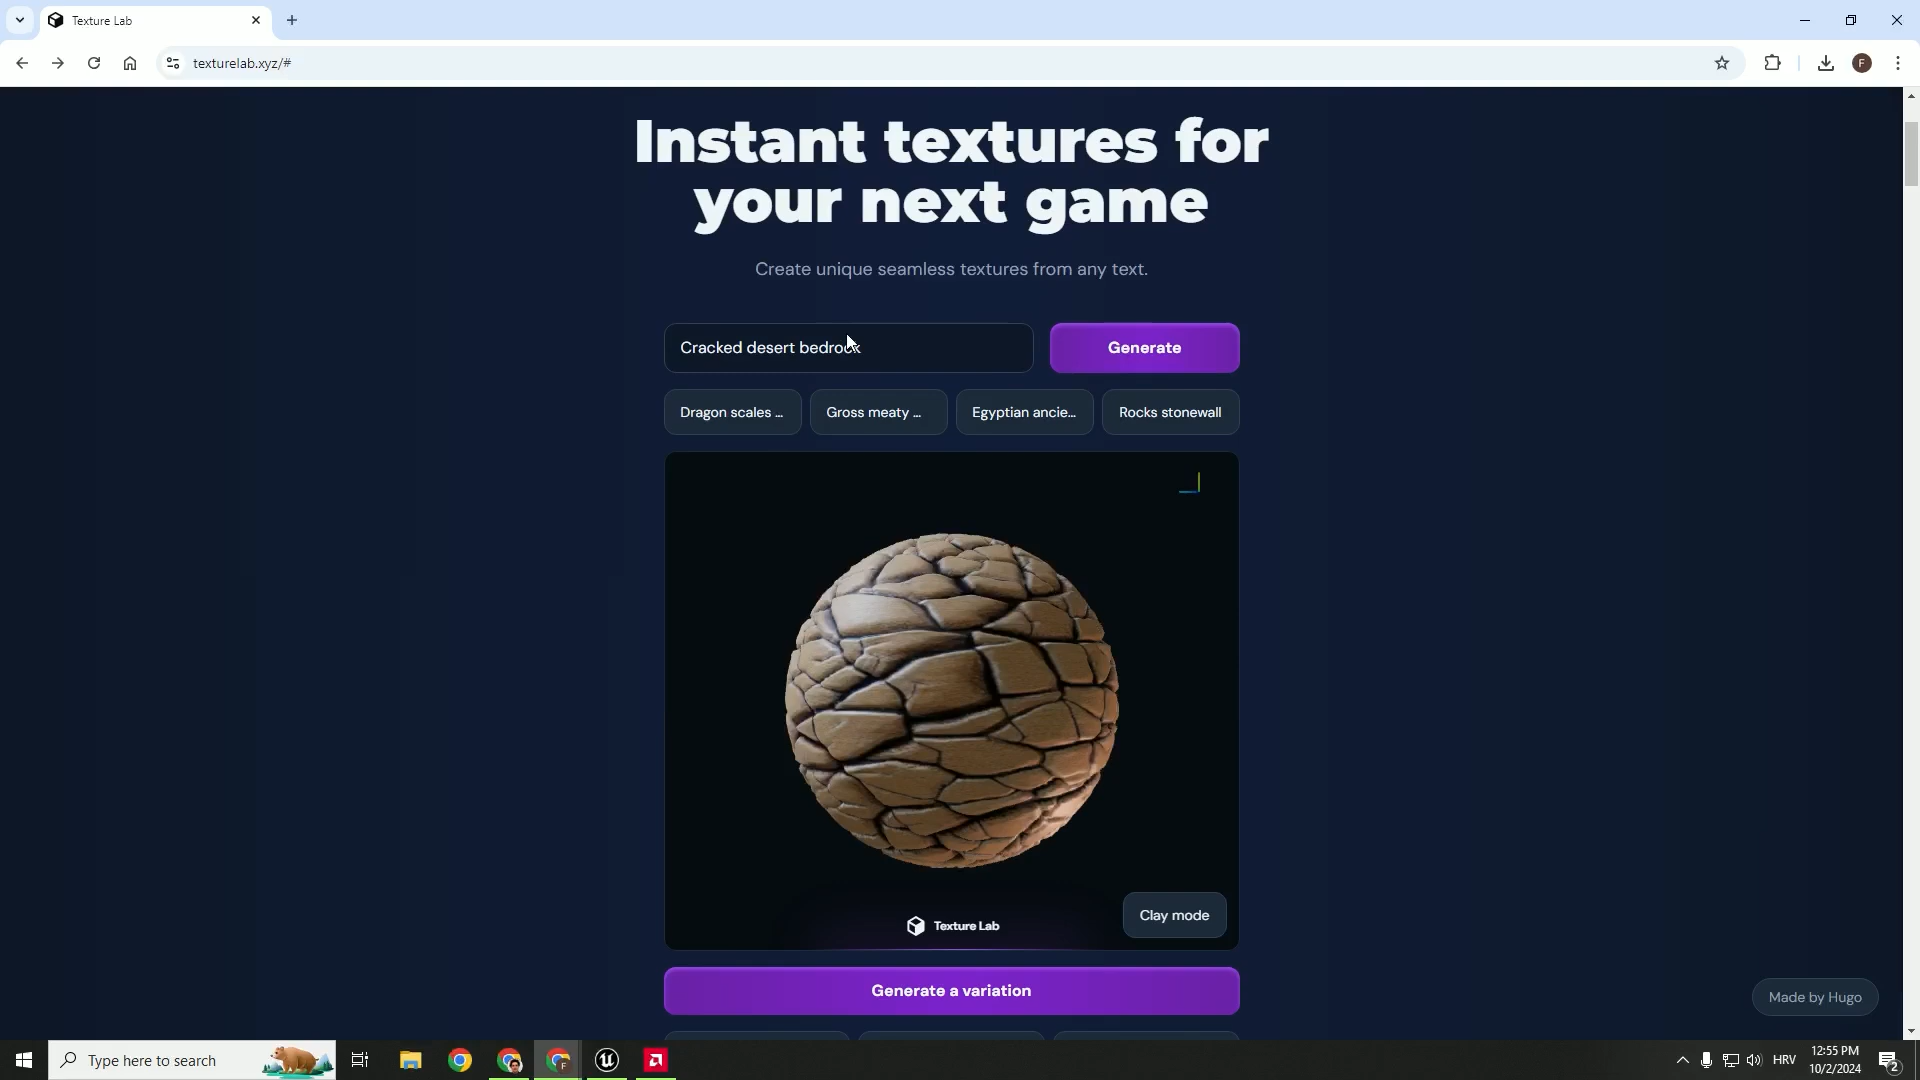 Texture Lab
texturelab.xyz/#
F
Instant textures for
your next game
Create unique seamless textures from any text.
Cracked desert bedrock
Generate
Dragon scales ...
Gross meaty ...
Egyptian ancie...
Rocks stonewall
Texture Lab
Clay mode
Generate a variation
Made by Hugo
Type here to search
F
HRV
12:55 PM
10/2/2024
2